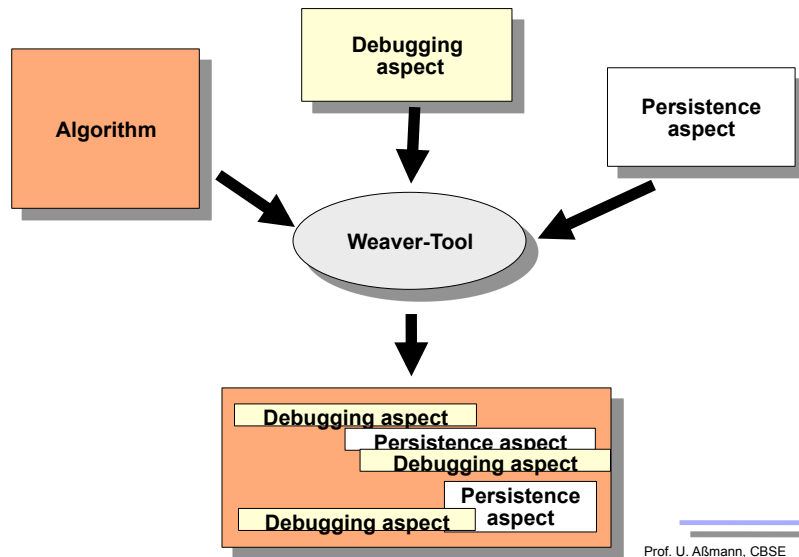 Debugging
aspect
Algorithm
Persistence
aspect
Weaver-Tool
Debugging aspect
Persistence aspect
Debugging aspect
Persistence
aspect
Debugging aspect
Prof. U. Aßmann, CBSE